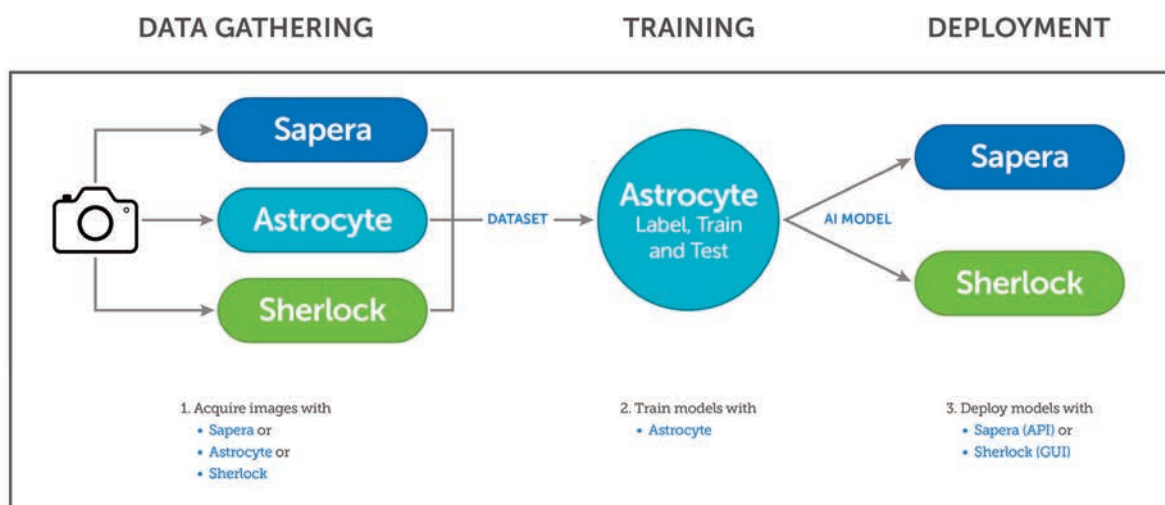 DATA GATHERING
TRAINING
DEPLOYMENT
Sapera
Astrocyte
Sherlock
DATASET
Astrocyte
Label, Train
and Test
AI MODEL
Sapera
Sherlock
1. Acquire images with
• Sapera or
• Astrocyte or
• Sherlock
2. Train models with
• Astrocyte
3. Deploy models with
• Sapera (API) or
• Sherlock (GUI)